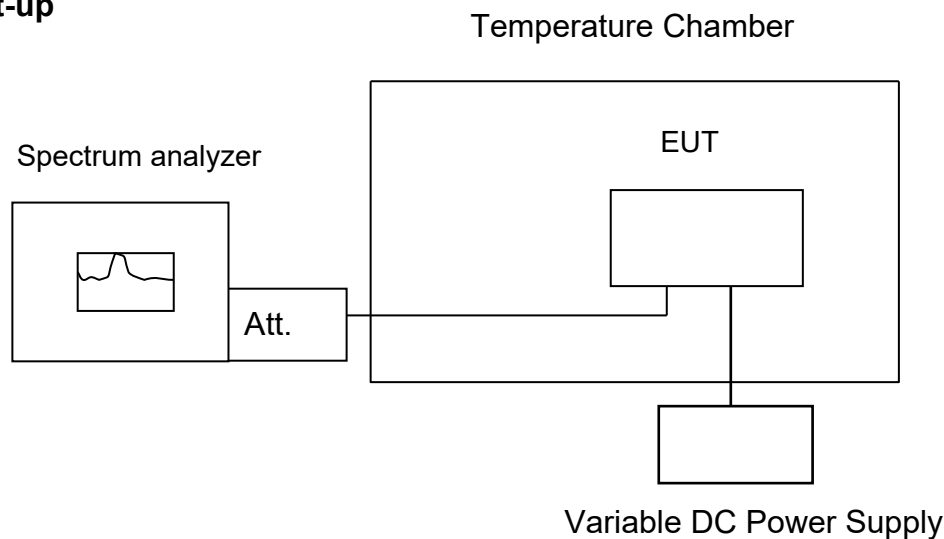 t-up
Temperature Chamber
EUT
Spectrum analyzer
Att.
Variable DC Power Supply